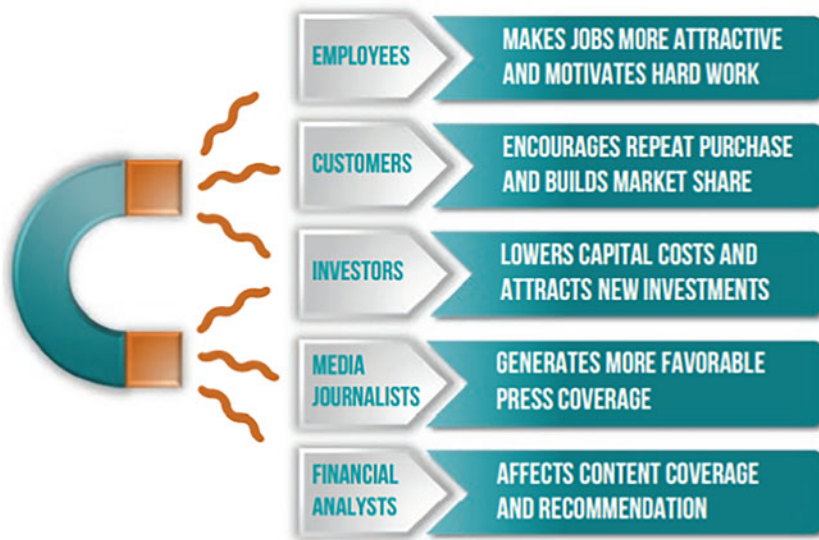 EMPLOYEES
MAKES JOBS MORE ATTRACTIVE
AND MOTIVATES HARD WORK
CUSTOMERS
ENCOURAGES REPEAT PURCHASE
AND BUILDS MARKET SHARE
INVESTORS
LOWERS CAPITAL COSTS AND
ATTRACTS NEW INVESTMENTS
MEDIA
JOURNALISTS
GENERATES MORE FAVORABLE
PRESS COVERAGE
FINANCIAL
ANALYSTS
AFFECTS CONTENT COVERAGE
AND RECOMMENDATION